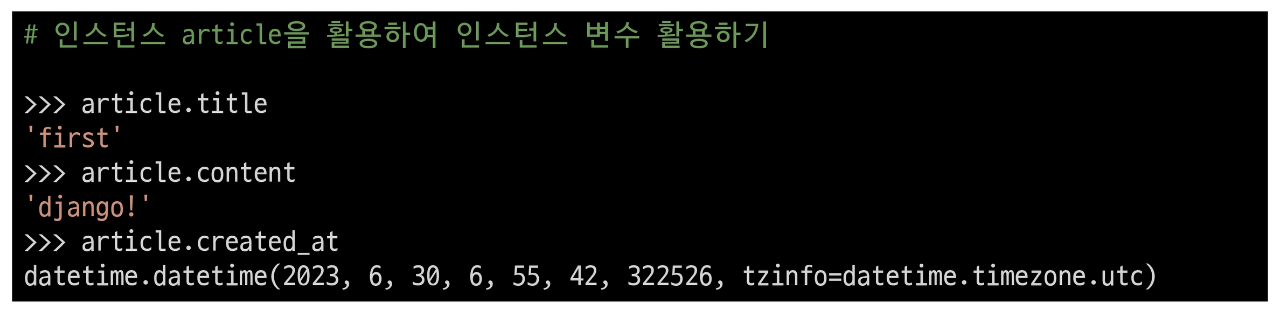 # 인스턴스 article을 활용하여 인스턴스 변수 활용하기
>>> article.title
'first'
>>> article.content
'django!'
>>> article.created_at
datetime.datetime(2023, 6, 30, 6, 55, 42, 322526, tzinfo=datetime.timezone.utc)